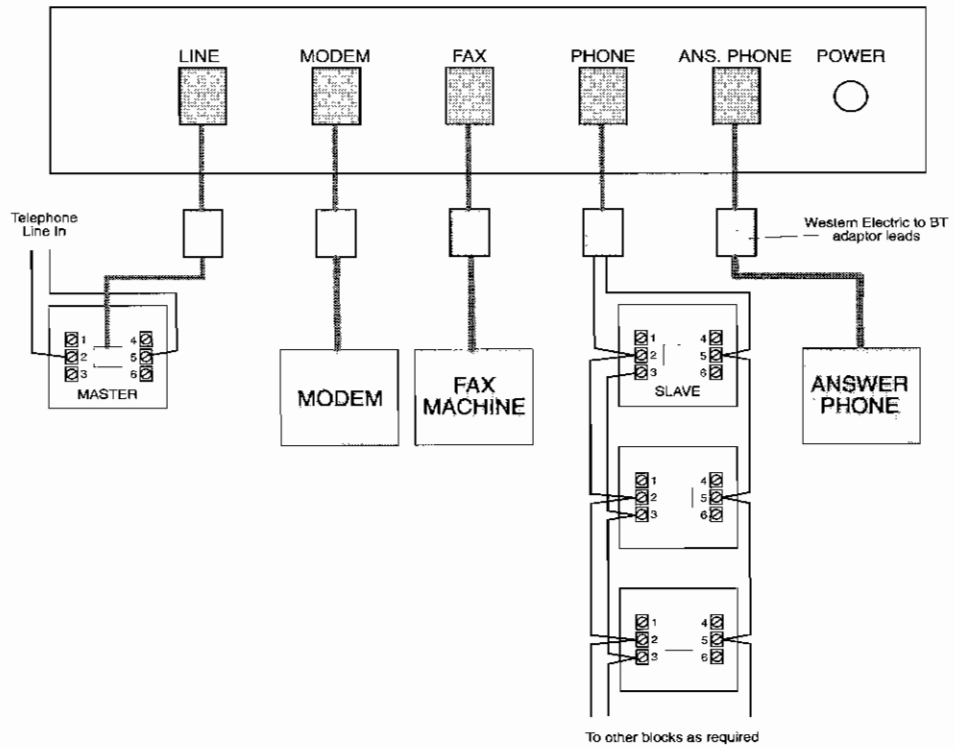 LINE
MODEM
FAX
PHONE
ANS. PHONE
POWER
Telephone
Line In
Western Electric to BT
adaptor leads
1 4
2 5
3 6
MASTER
MODEM
FAX
MACHINE
1 4
2 5
3 6
SLAVE
ANSWER
PHONE
1 4
2 5
3 6
1 4
2 5
3 6
To other blocks as required